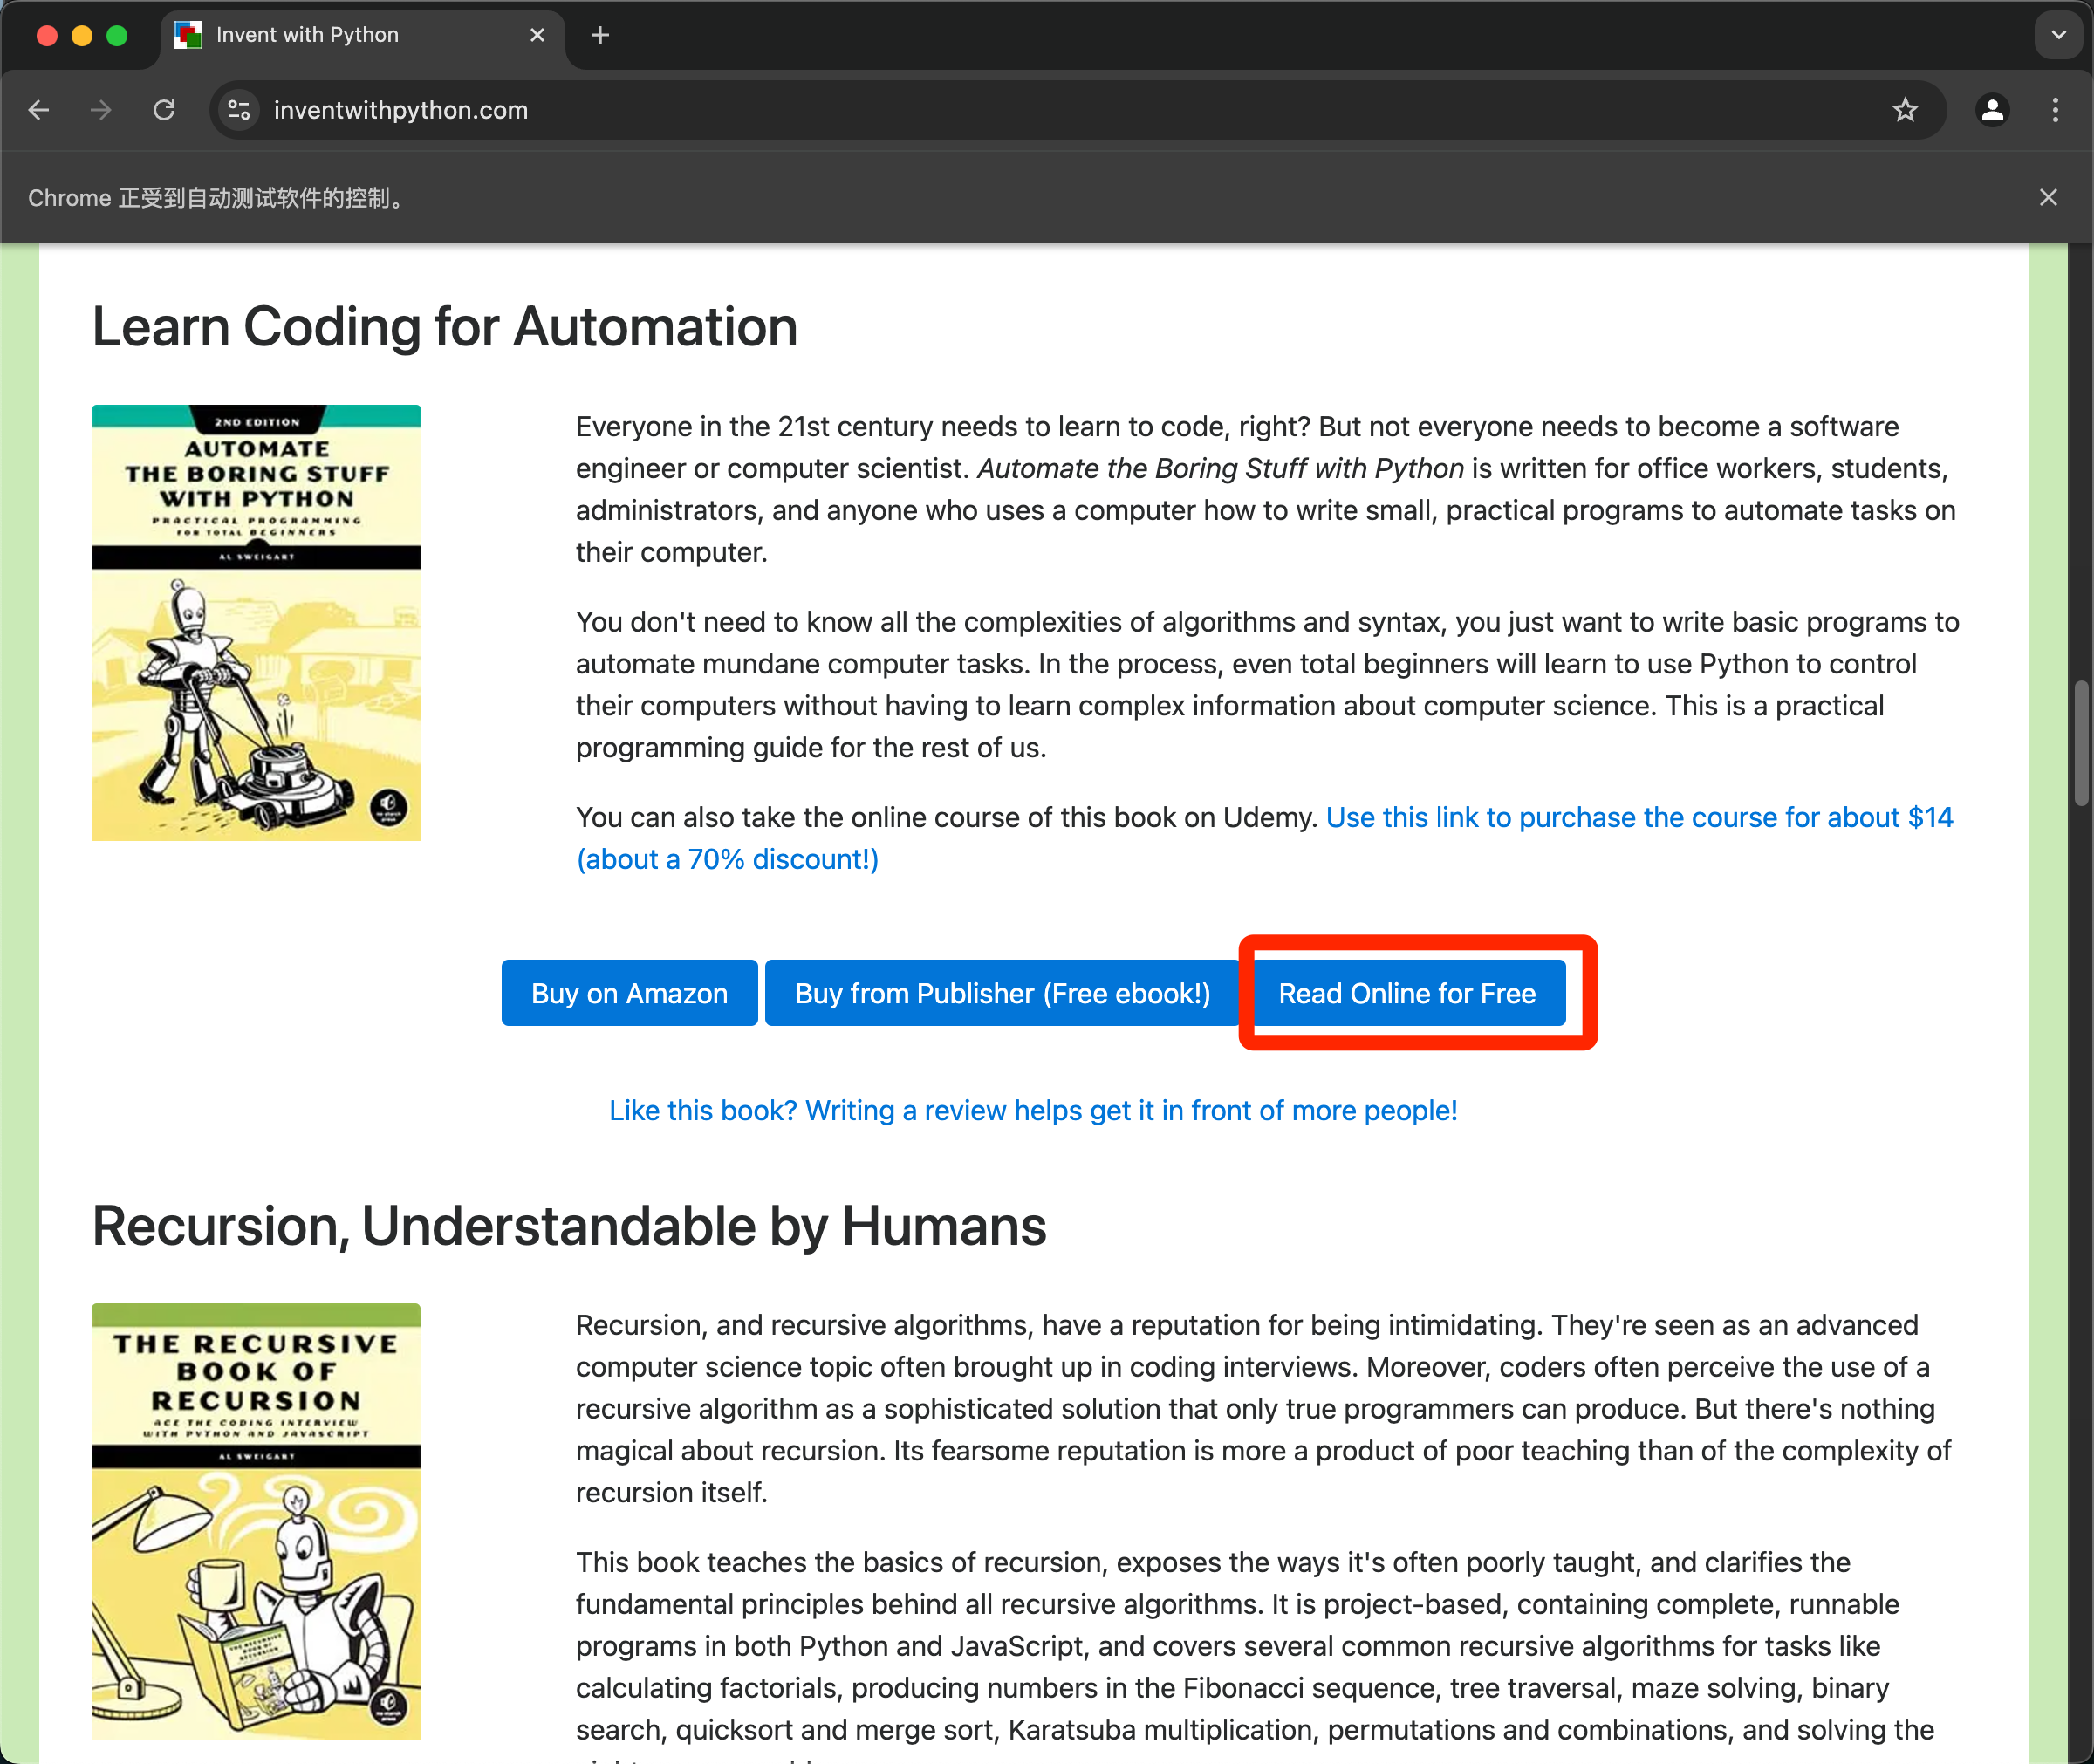 Invent with Python
inventwithpython.com
Chrome 正受到自动测试软件的控制。
Learn Coding for Automation
2ND EDITION
AUTOMATE
THE BORING STUFF
WITH PYTHON
PRACTICAL PROGRAMMING
FOR TOTAL BEGINNERS
AL SWEIGART
Everyone in the 21st century needs to learn to code, right? But not everyone needs to become a software
engineer or computer scientist. Automate the Boring Stuff with Python is written for office workers, students,
administrators, and anyone who uses a computer how to write small, practical programs to automate tasks on
their computer.
You don't need to know all the complexities of algorithms and syntax, you just want to write basic programs to
automate mundane computer tasks. In the process, even total beginners will learn to use Python to control
their computers without having to learn complex information about computer science. This is a practical
programming guide for the rest of us.
You can also take the online course of this book on Udemy. Use this link to purchase the course for about $14
(about a 70% discount!)
Buy on Amazon
Buy from Publisher (Free ebook!)
Read Online for Free
Like this book? Writing a review helps get it in front of more people!
Recursion, Understandable by Humans
THE RECURSIVE
BOOK OF
RECURSION
ACE THE CODING INTERVIEW
WITH PYTHON AND JAVASCRIPT
AL SWEIGART
Recursion, and recursive algorithms, have a reputation for being intimidating. They're seen as an advanced
computer science topic often brought up in coding interviews. Moreover, coders often perceive the use of a
recursive algorithm as a sophisticated solution that only true programmers can produce. But there's nothing
magical about recursion. Its fearsome reputation is more a product of poor teaching than of the complexity of
recursion itself.
This book teaches the basics of recursion, exposes the ways it's often poorly taught, and clarifies the
fundamental principles behind all recursive algorithms. It is project-based, containing complete, runnable
programs in both Python and JavaScript, and covers several common recursive algorithms for tasks like
calculating factorials, producing numbers in the Fibonacci sequence, tree traversal, maze solving, binary
search, quicksort and merge sort, Karatsuba multiplication, permutations and combinations, and solving the